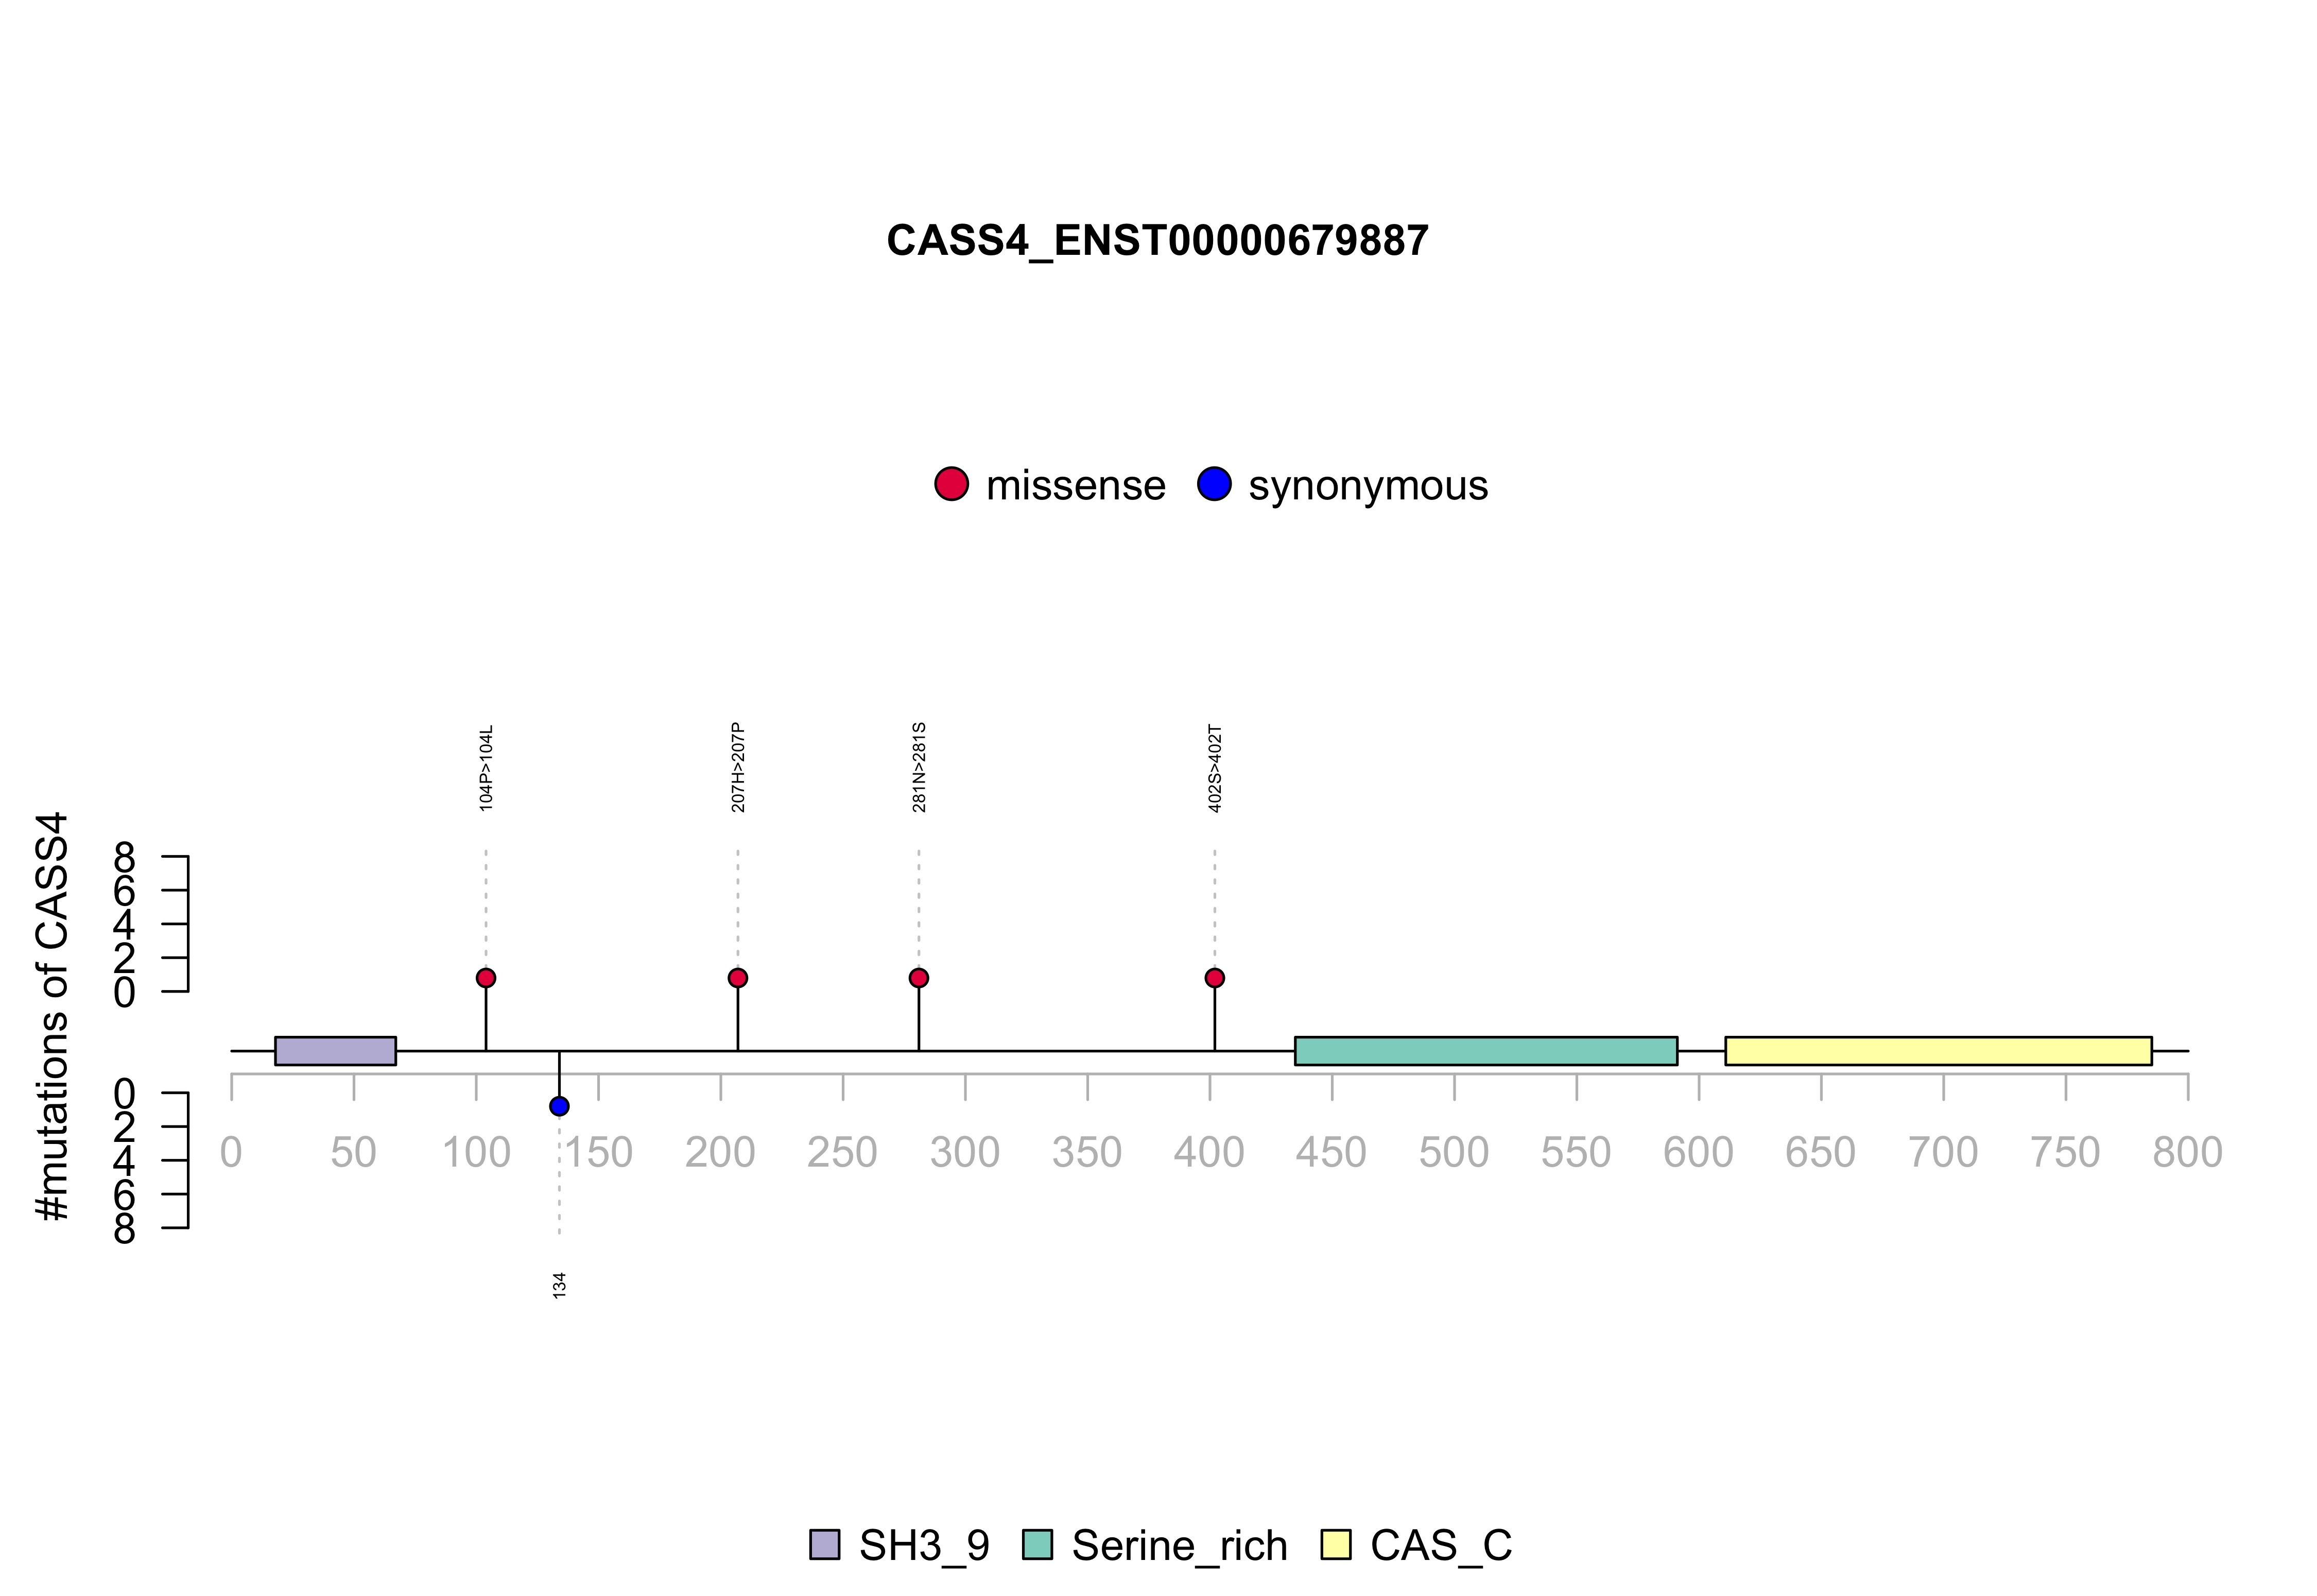 CASS4_ENST00000679887
missense synonymous
104P>104L
207H>207P
281N>281S
402S>402T
#mutations of CASS4
8
6
4
2
0
0
2
4
6
8
0 50 100 150 200 250 300 350 400 450 500 550 600 650 700 750 800
134
SH3_9 Serine_rich CAS_C